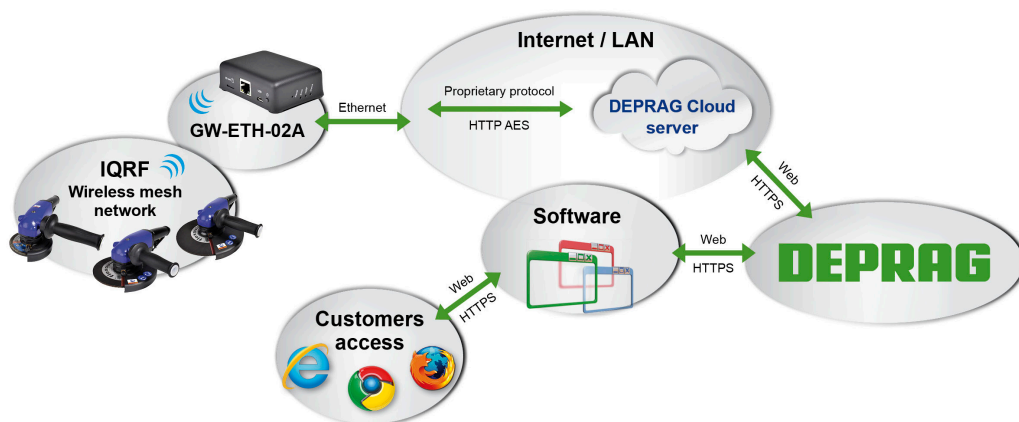 Internet / LAN
Proprietary protocol
HTTP AES
DEPRAG Cloud
server
Ethernet
GW-ETH-02A
IQRF
Wireless mesh
network
Web
HTTPS
Software
Web
HTTPS
DEPRAG
Web
HTTPS
Customers
access